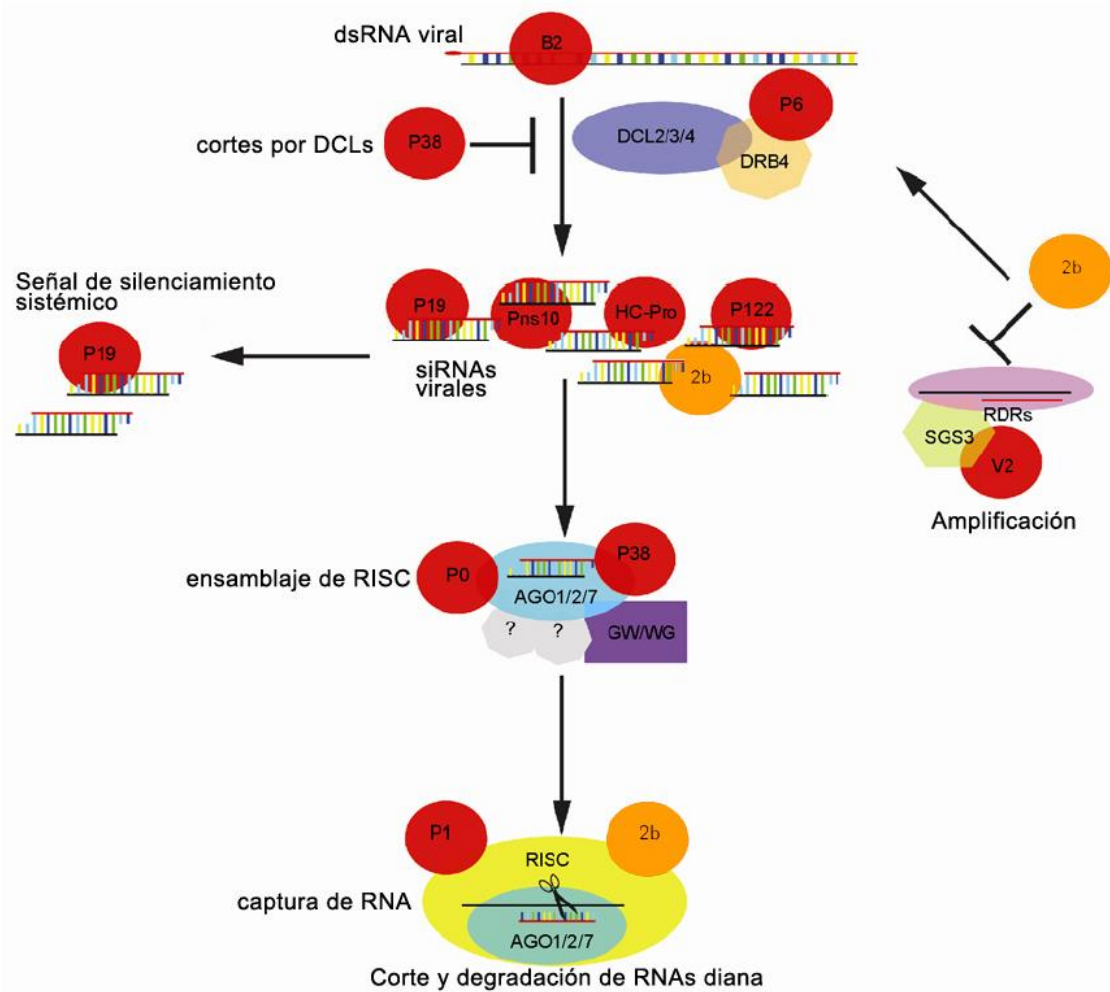 dsRNA viral
B2
P6
cortes por DCLs
P38
DCL2/3/4
DRB4
2b
Señal de silenciamiento
sistémico
P19
P19
Pns10
HC-Pro
P122
2b
siRNAs
virales
RDRs
SGS3
V2
Amplificación
ensamblaje de RISC
P0
P38
AGO1/2/7
?
?
GW/WG
P1
2b
RISC
captura de RNA
AGO1/2/7
Corte y degradación de RNAs diana